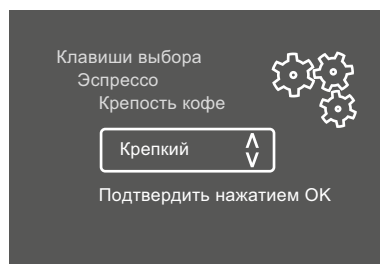 Клавиши выбора
Эспрессо
Крепость кофе
Крепкий
Подтвердить нажатием OK